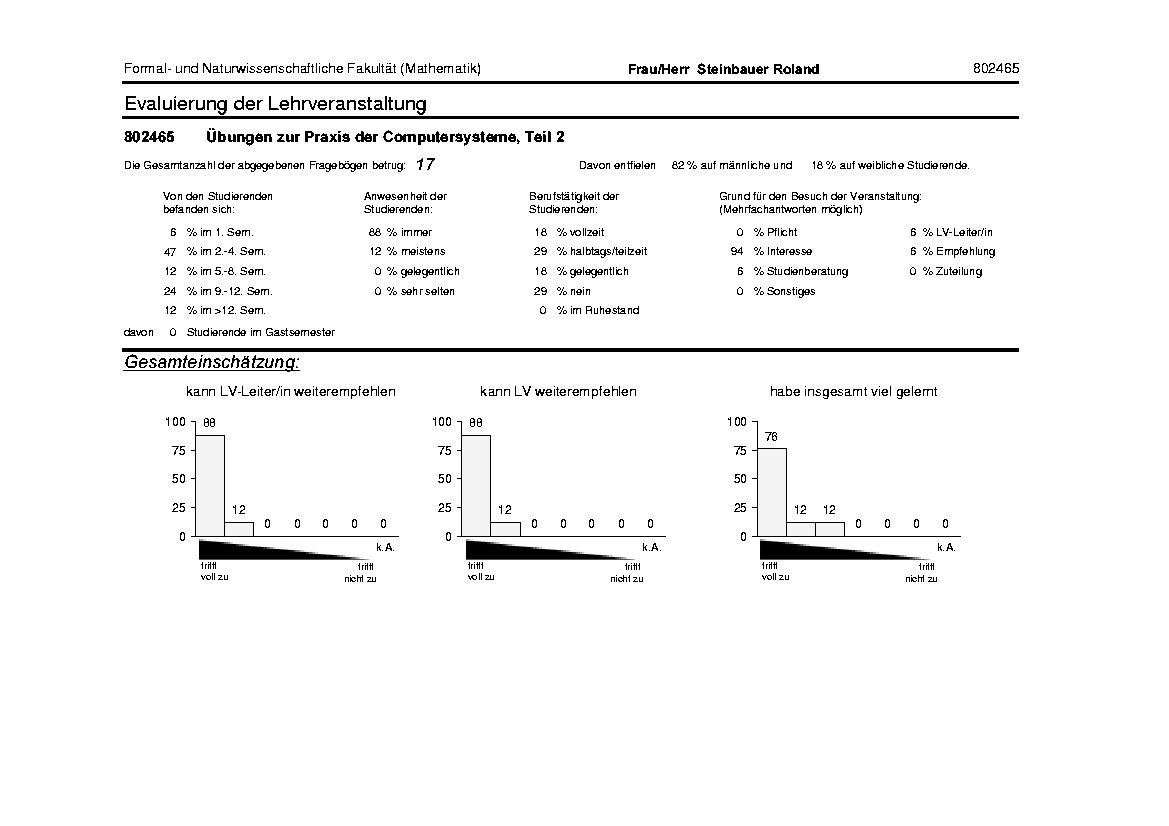 Formal- und Naturwissenschaftliche Fakultät (Mathematik) Frau/Herr Steinbauer Roland 802465
Evaluierung der Lehrveranstaltung
802465 Übungen zur Praxis der Computersysteme, Teil 2
Die Gesamtanzahl der abgegebenen Fragebögen betrug: 17 Davon entfielen 82 % auf männliche und 18 % auf weibliche Studierende.
Von den Studierenden Anwesenheit der Berufstätigkeit der Grund für den Besuch der Veranstaltung:
befanden sich: Studierenden: Studierenden: (Mehrfachantworten möglich)
6 % im 1. Sem. 88 % immer 18 % vollzeit 0 % Pflicht 6 % LV-Leiter/in
47 % im 2.-4. Sem. 12 % meistens 29 % halbtags/teilzeit 94 % Interesse 6 % Empfehlung
12 % im 5.-8. Sem. 0 % gelegentlich 18 % gelegentlich 6 % Studienberatung 0 % Zuteilung
24 % im 9.-12. Sem. 0 % sehr selten 29 % nein 0 % Sonstiges
12 % im >12. Sem. 0 % im Ruhestand
davon 0 Studierende im Gastsemester
Gesamteinschätzung:
kann LV-Leiter/in weiterempfehlen kann LV weiterempfehlen habe insgesamt viel gelernt
100 88 100 88 100
76
75 75 75
50 50 50
25 12 25 12 25 12 12
0 0 0 0 0 0 0 0 0 0 0 0 0 0
0 0 0
k.A. k.A. k.A.
trifft trifft trifft trifft trifft trifft
voll zu nicht zu voll zu nicht zu voll zu nicht zu